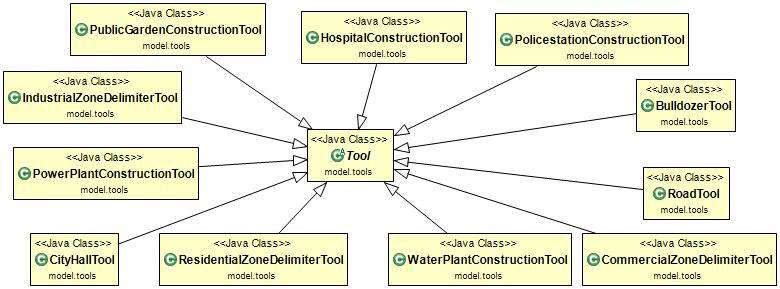 <<Java Class>>
PublicGardenConstructionTool
model.tools
<<Java Class>>
HospitalConstructionTool
model.tools
<<Java Class>>
PolicestationConstructionTool
model.tools
<<Java Class>>
IndustrialZoneDelimiterTool
model.tools
<<Java Class>>
BulldozerTool
model.tools
<<Java Class>>
Tool
model.tools
<<Java Class>>
PowerPlantConstructionTool
model.tools
<<Java Class>>
RoadTool
model.tools
<<Java Class>>
CityHallTool
model.tools
<<Java Class>>
ResidentialZoneDelimiterTool
model.tools
<<Java Class>>
WaterPlantConstructionTool
model.tools
<<Java Class>>
CommercialZoneDelimiterTool
model.tools